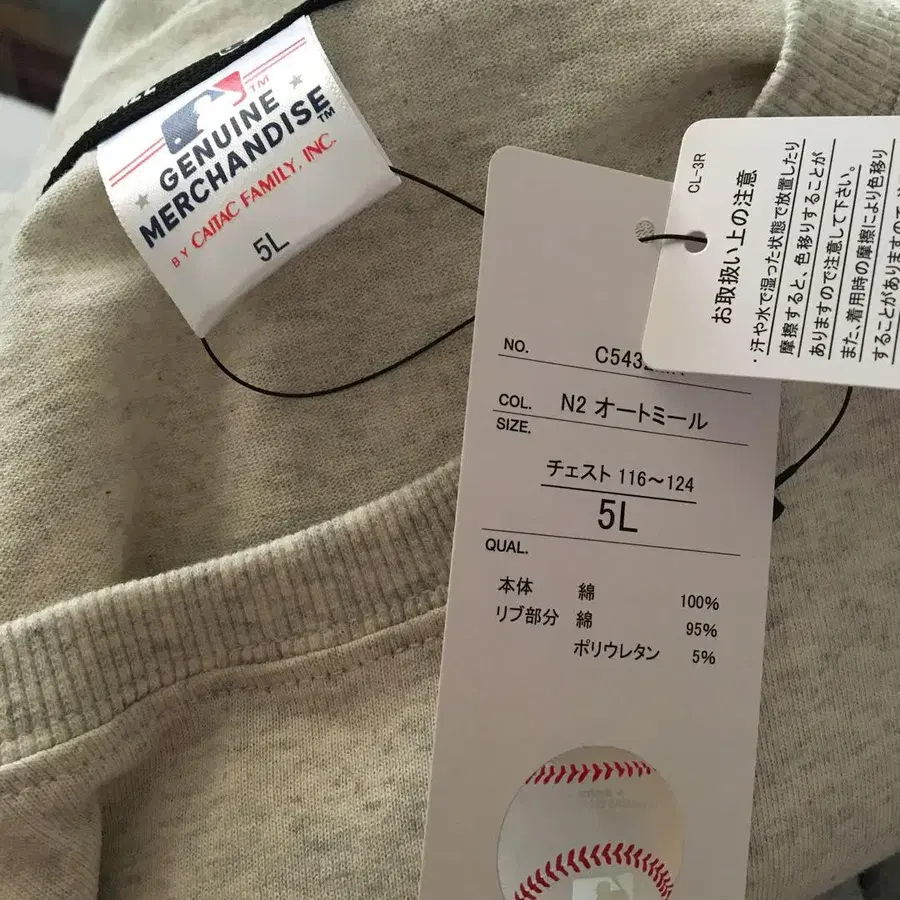 TM
GENUINE
MERCHANDISE™
BY CAITAC FAMILY, INC.
5L
CL-3R
お取扱い上の注意
・汗や水で湿った状態で放置したり
摩擦すると、色移りすることが
ありますので注意して下さい。
また、着用時の摩擦により色移り
することがありますので
NO. C543
COL. N2 オートミール
SIZE.
チェスト 116～124
5L
QUAL.
本体 綿 100%
リブ部分 綿 95%
ポリウレタン 5%